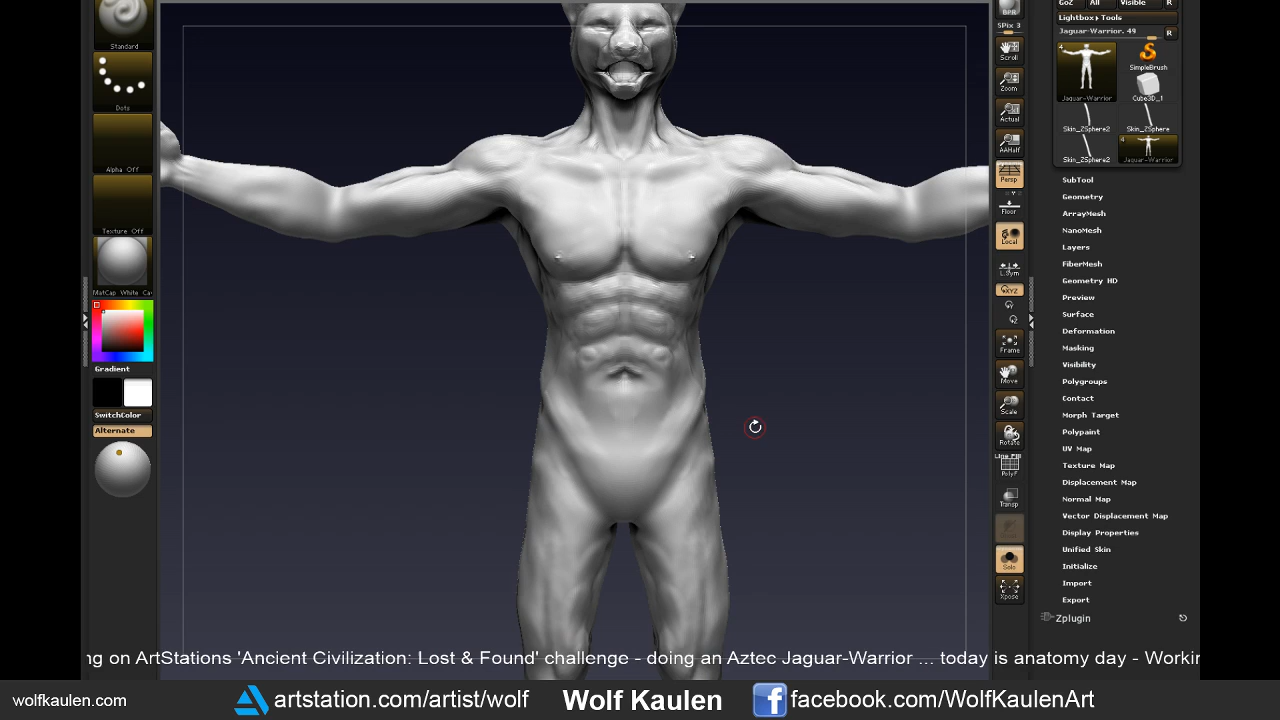 Standard
Dots
Alpha Off
Texture Off
MatCap White Ca
Gradient
SwitchColor
Alternate
BPR
SPix 3
Scroll
Zoom
Actual
AAHalf
Persp
Floor
Local
L.Sym
XYZ
Frame
Move
Scale
Rotate
Line Fill
PolyF
Transp
Solo
Xpose
GoZ All Visible R
Lightbox▸Tools
Jaguar-Warrior. 49 R
4
Jaguar-Warrior
SimpleBrush
Cube3D_1
Skin_ZSphere2
Skin_ZSphere
Skin_ZSphere2
4
Jaguar-Warrior
SubTool
Geometry
ArrayMesh
NanoMesh
Layers
FiberMesh
Geometry HD
Preview
Surface
Deformation
Masking
Visibility
Polygroups
Contact
Morph Target
Polypaint
UV Map
Texture Map
Displacement Map
Normal Map
Vector Displacement Map
Display Properties
Unified Skin
Initialize
Import
Export
Zplugin
ng on ArtStations 'Ancient Civilization: Lost & Found' challenge - doing an Aztec Jaguar-Warrior ... today is anatomy day - Workin
wolfkaulen.com artstation.com/artist/wolf Wolf Kaulen facebook.com/WolfKaulenArt